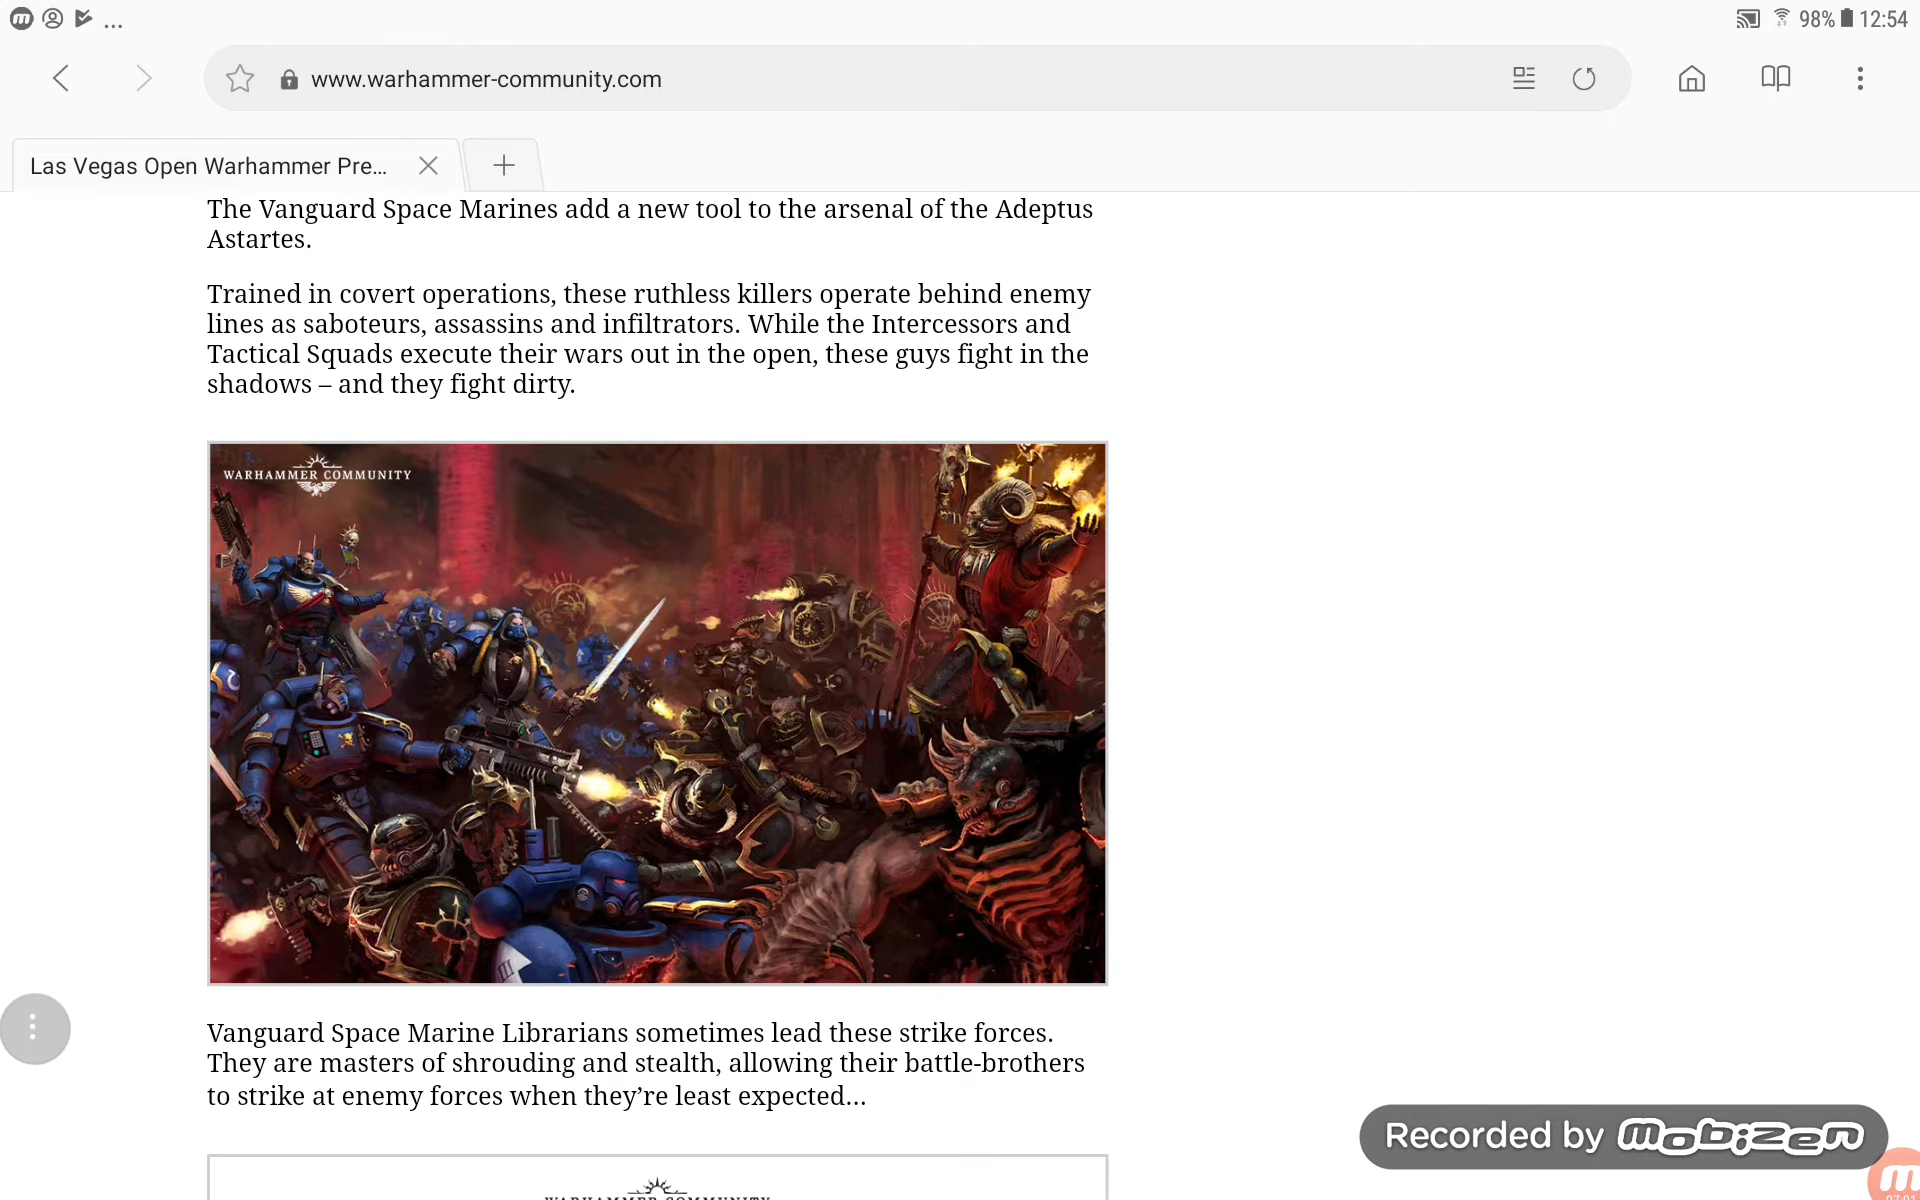 98% 12:54
www.warhammer-community.com
Las Vegas Open Warhammer Pre...
The Vanguard Space Marines add a new tool to the arsenal of the Adeptus
Astartes.
Trained in covert operations, these ruthless killers operate behind enemy
lines as saboteurs, assassins and infiltrators. While the Intercessors and
Tactical Squads execute their wars out in the open, these guys fight in the
shadows – and they fight dirty.
WARHAMMER COMMUNITY
Vanguard Space Marine Librarians sometimes lead these strike forces.
They are masters of shrouding and stealth, allowing their battle-brothers
to strike at enemy forces when they’re least expected…
Recorded by mobizen
WARHAMMER COMMUNITY